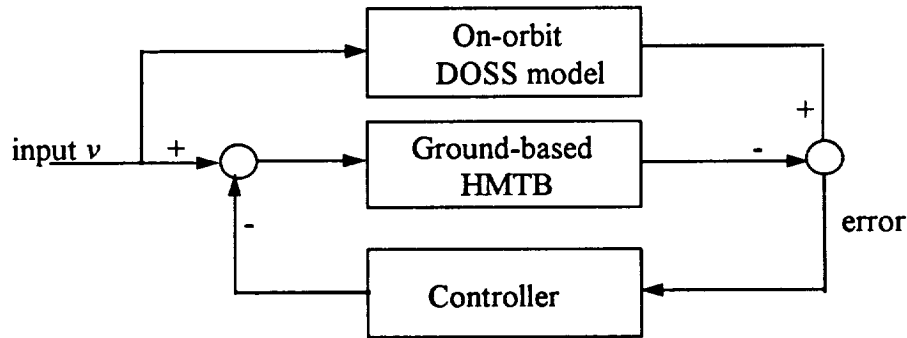 On-orbit
DOSS model
+
input v
+
Ground-based
HMTB
-
-
error
Controller